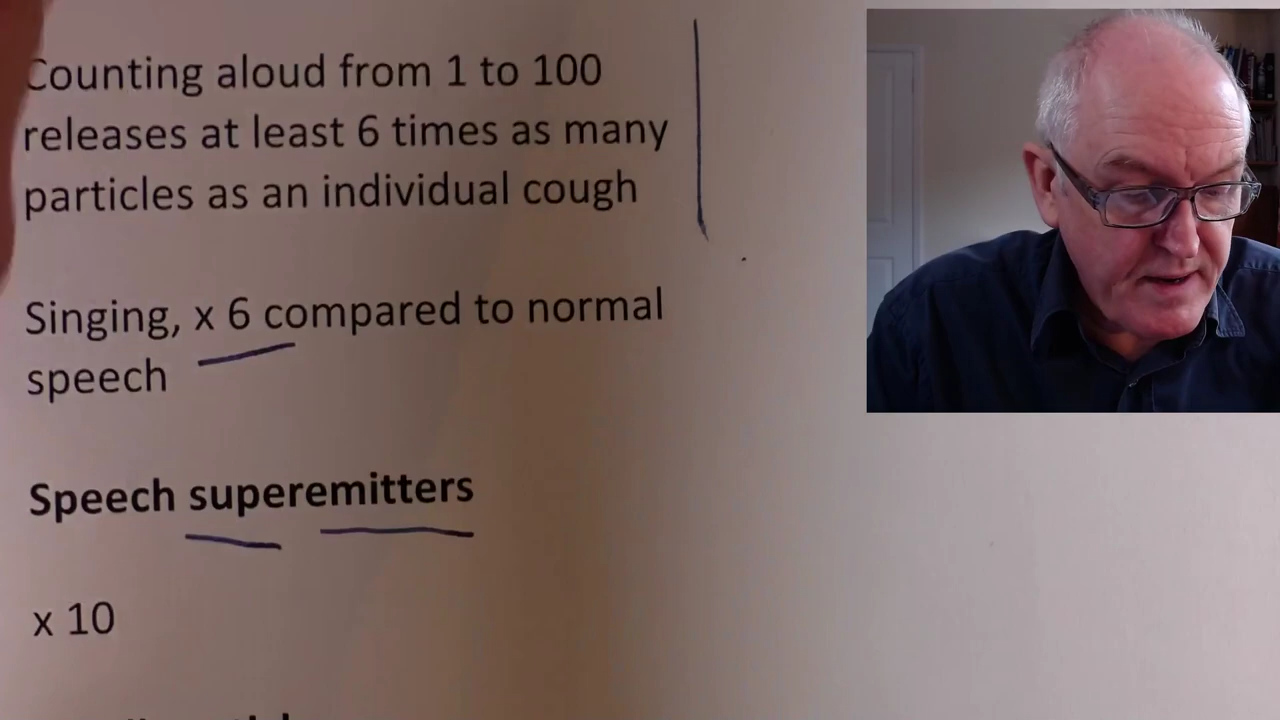 Counting aloud from 1 to 100
releases at least 6 times as many
particles as an individual cough
Singing, x 6 compared to normal
speech
Speech superemitters
x 10